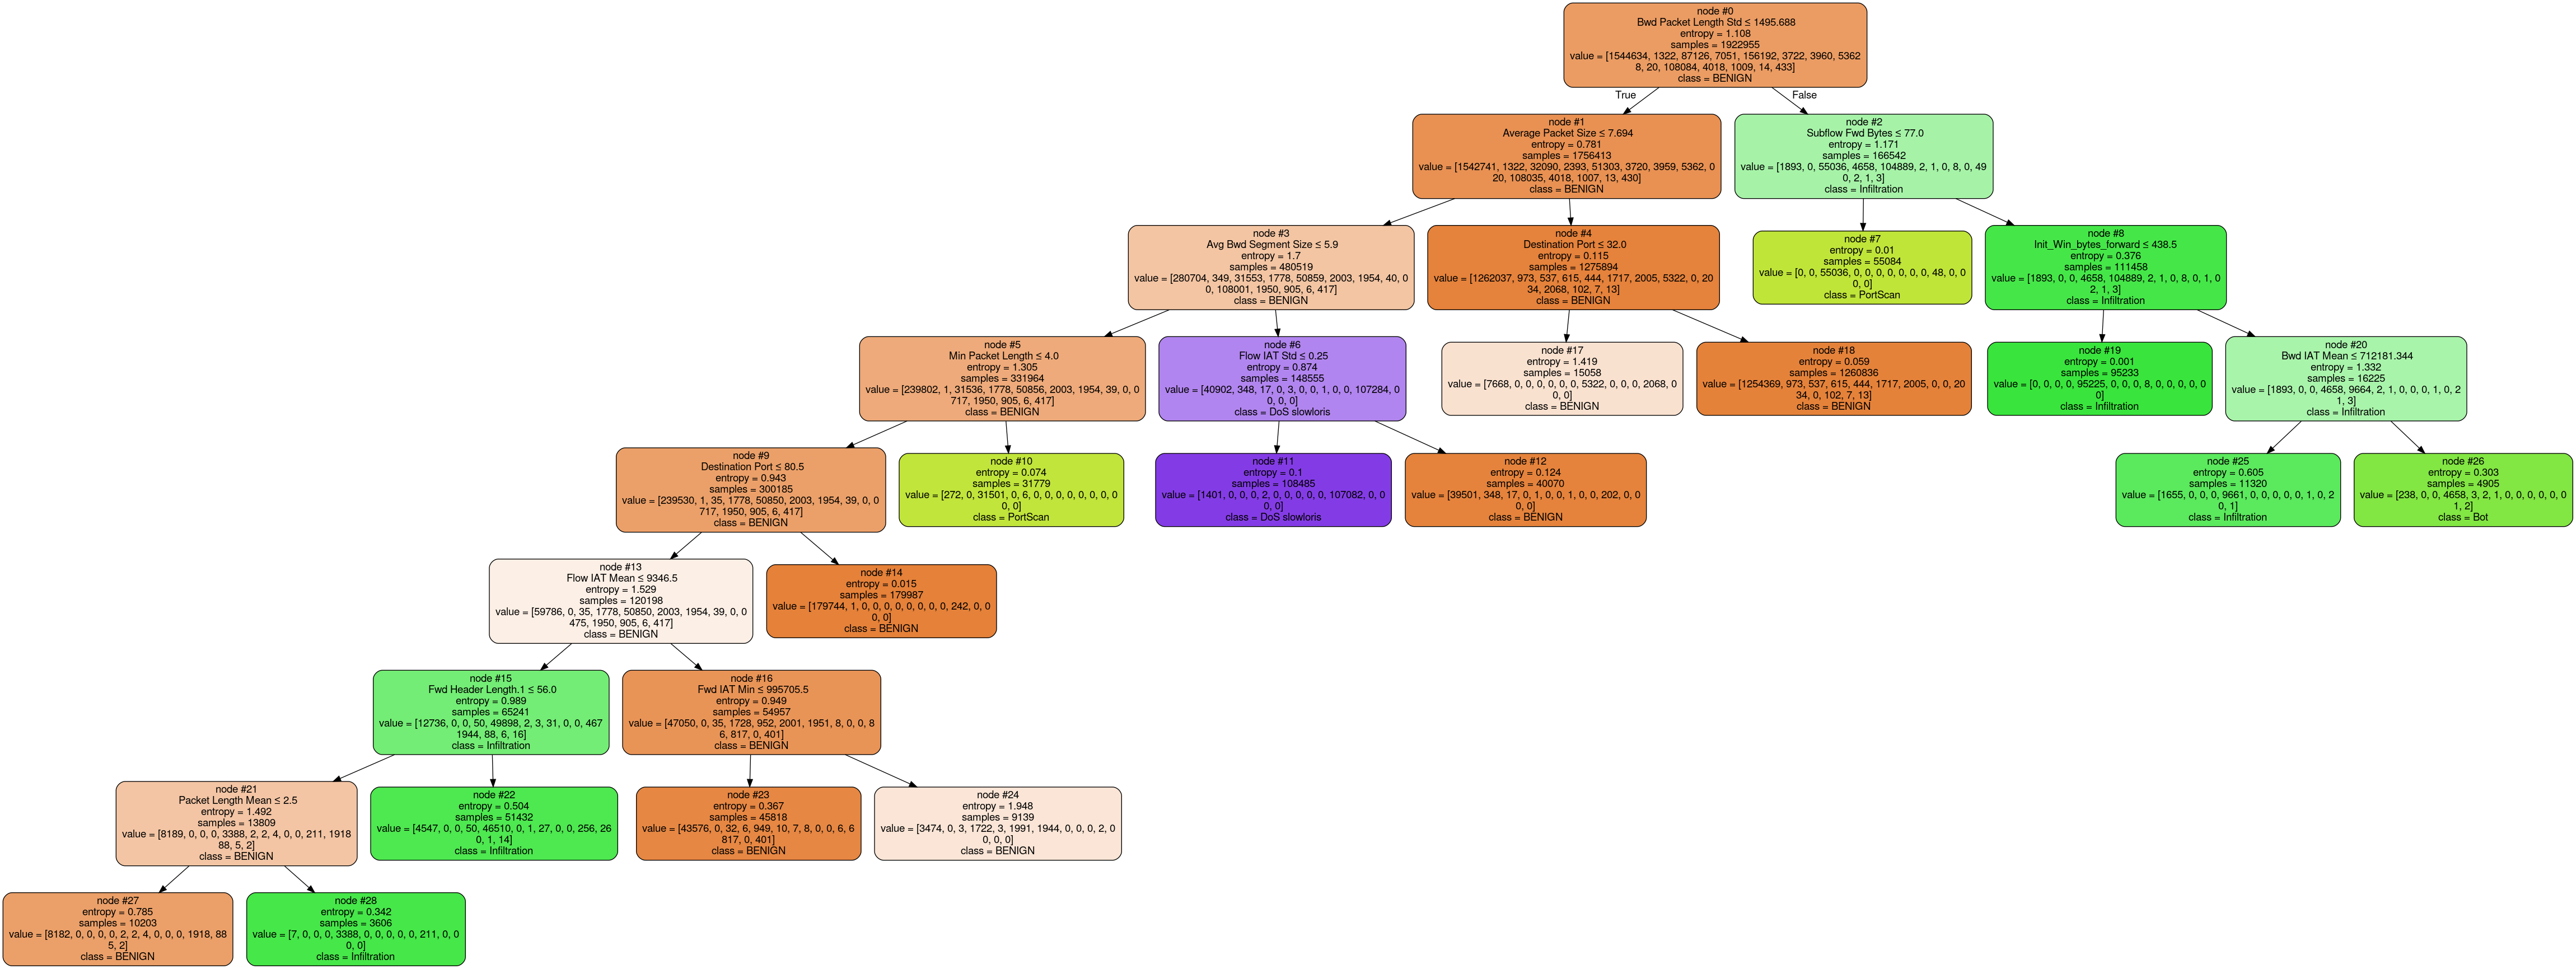 node #0
Bwd Packet Length Std ≤ 1495.688
entropy = 1.108
samples = 1922955
value = [1544634, 1322, 87126, 7051, 156192, 3722, 3960, 5362
8, 20, 108084, 4018, 1009, 14, 433]
class = BENIGN
True
False
node #1
Average Packet Size ≤ 7.694
entropy = 0.781
samples = 1756413
value = [1542741, 1322, 32090, 2393, 51303, 3720, 3959, 5362, 0
20, 108035, 4018, 1007, 13, 430]
class = BENIGN
node #2
Subflow Fwd Bytes ≤ 77.0
entropy = 1.171
samples = 166542
value = [1893, 0, 55036, 4658, 104889, 2, 1, 0, 8, 0, 49
0, 2, 1, 3]
class = Infiltration
node #3
Avg Bwd Segment Size ≤ 5.9
entropy = 1.7
samples = 480519
value = [280704, 349, 31553, 1778, 50859, 2003, 1954, 40, 0
0, 108001, 1950, 905, 6, 417]
class = BENIGN
node #4
Destination Port ≤ 32.0
entropy = 0.115
samples = 1275894
value = [1262037, 973, 537, 615, 444, 1717, 2005, 5322, 0, 20
34, 2068, 102, 7, 13]
class = BENIGN
node #7
entropy = 0.01
samples = 55084
value = [0, 0, 55036, 0, 0, 0, 0, 0, 0, 0, 48, 0, 0
0, 0]
class = PortScan
node #8
Init_Win_bytes_forward ≤ 438.5
entropy = 0.376
samples = 111458
value = [1893, 0, 0, 4658, 104889, 2, 1, 0, 8, 0, 1, 0
2, 1, 3]
class = Infiltration
node #5
Min Packet Length ≤ 4.0
entropy = 1.305
samples = 331964
value = [239802, 1, 31536, 1778, 50856, 2003, 1954, 39, 0, 0
717, 1950, 905, 6, 417]
class = BENIGN
node #6
Flow IAT Std ≤ 0.25
entropy = 0.874
samples = 148555
value = [40902, 348, 17, 0, 3, 0, 0, 1, 0, 0, 107284, 0
0, 0, 0]
class = DoS slowloris
node #17
entropy = 1.419
samples = 15058
value = [7668, 0, 0, 0, 0, 0, 0, 5322, 0, 0, 0, 2068, 0
0, 0]
class = BENIGN
node #18
entropy = 0.059
samples = 1260836
value = [1254369, 973, 537, 615, 444, 1717, 2005, 0, 0, 20
34, 0, 102, 7, 13]
class = BENIGN
node #19
entropy = 0.001
samples = 95233
value = [0, 0, 0, 0, 95225, 0, 0, 0, 8, 0, 0, 0, 0, 0
0]
class = Infiltration
node #20
Bwd IAT Mean ≤ 712181.344
entropy = 1.332
samples = 16225
value = [1893, 0, 0, 4658, 9664, 2, 1, 0, 0, 0, 1, 0, 2
1, 3]
class = Infiltration
node #9
Destination Port ≤ 80.5
entropy = 0.943
samples = 300185
value = [239530, 1, 35, 1778, 50850, 2003, 1954, 39, 0, 0
717, 1950, 905, 6, 417]
class = BENIGN
node #10
entropy = 0.074
samples = 31779
value = [272, 0, 31501, 0, 6, 0, 0, 0, 0, 0, 0, 0, 0
0, 0]
class = PortScan
node #11
entropy = 0.1
samples = 108485
value = [1401, 0, 0, 0, 2, 0, 0, 0, 0, 0, 107082, 0, 0
0, 0]
class = DoS slowloris
node #12
entropy = 0.124
samples = 40070
value = [39501, 348, 17, 0, 1, 0, 0, 1, 0, 0, 202, 0, 0
0, 0]
class = BENIGN
node #25
entropy = 0.605
samples = 11320
value = [1655, 0, 0, 0, 9661, 0, 0, 0, 0, 0, 1, 0, 2
0, 1]
class = Infiltration
node #26
entropy = 0.303
samples = 4905
value = [238, 0, 0, 4658, 3, 2, 1, 0, 0, 0, 0, 0, 0
1, 2]
class = Bot
node #13
Flow IAT Mean ≤ 9346.5
entropy = 1.529
samples = 120198
value = [59786, 0, 35, 1778, 50850, 2003, 1954, 39, 0, 0
475, 1950, 905, 6, 417]
class = BENIGN
node #14
entropy = 0.015
samples = 179987
value = [179744, 1, 0, 0, 0, 0, 0, 0, 0, 0, 242, 0, 0
0, 0]
class = BENIGN
node #15
Fwd Header Length.1 ≤ 56.0
entropy = 0.989
samples = 65241
value = [12736, 0, 0, 50, 49898, 2, 3, 31, 0, 0, 467
1944, 88, 6, 16]
class = Infiltration
node #16
Fwd IAT Min ≤ 995705.5
entropy = 0.949
samples = 54957
value = [47050, 0, 35, 1728, 952, 2001, 1951, 8, 0, 0, 8
6, 817, 0, 401]
class = BENIGN
node #21
Packet Length Mean ≤ 2.5
entropy = 1.492
samples = 13809
value = [8189, 0, 0, 0, 3388, 2, 2, 4, 0, 0, 211, 1918
88, 5, 2]
class = BENIGN
node #22
entropy = 0.504
samples = 51432
value = [4547, 0, 0, 50, 46510, 0, 1, 27, 0, 0, 256, 26
0, 1, 14]
class = Infiltration
node #23
entropy = 0.367
samples = 45818
value = [43576, 0, 32, 6, 949, 10, 7, 8, 0, 0, 6, 6
817, 0, 401]
class = BENIGN
node #24
entropy = 1.948
samples = 9139
value = [3474, 0, 3, 1722, 3, 1991, 1944, 0, 0, 0, 2, 0
0, 0, 0]
class = BENIGN
node #27
entropy = 0.785
samples = 10203
value = [8182, 0, 0, 0, 0, 2, 2, 4, 0, 0, 0, 1918, 88
5, 2]
class = BENIGN
node #28
entropy = 0.342
samples = 3606
value = [7, 0, 0, 0, 3388, 0, 0, 0, 0, 0, 211, 0, 0
0, 0]
class = Infiltration